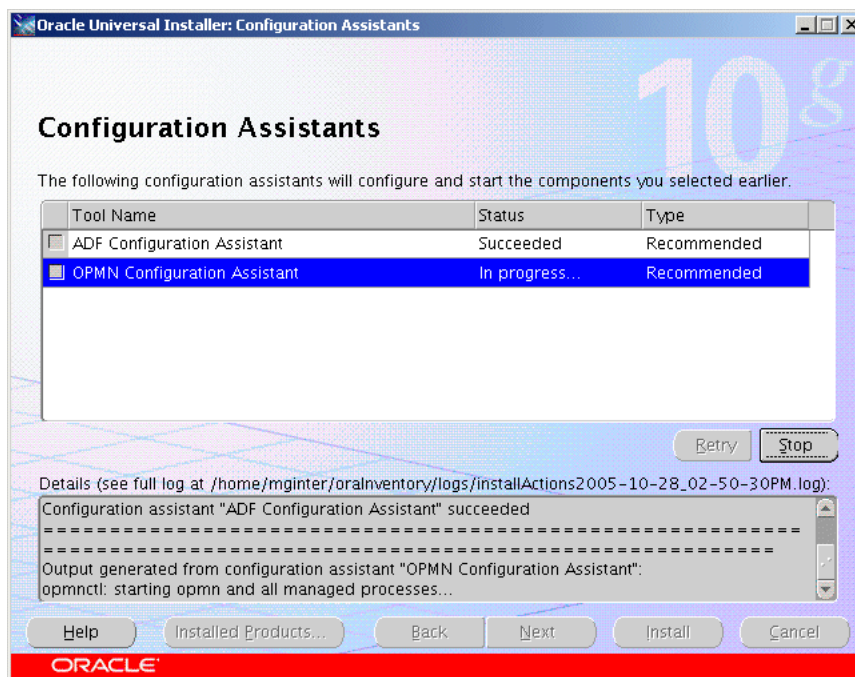 Oracle Universal Installer: Configuration Assistants
10g
Configuration Assistants
The following configuration assistants will configure and start the components you selected earlier.
Tool Name Status Type
ADF Configuration Assistant Succeeded Recommended
OPMN Configuration Assistant In progress... Recommended
Retry Stop
Details (see full log at /home/mginter/oraInventory/logs/installActions2005-10-28_02-50-30PM.log):
Configuration assistant "ADF Configuration Assistant" succeeded
===========================================================
=========================================================
Output generated from configuration assistant "OPMN Configuration Assistant":
opmnctl: starting opmn and all managed processes...
Help Installed Products... Back Next Install Cancel
ORACLE